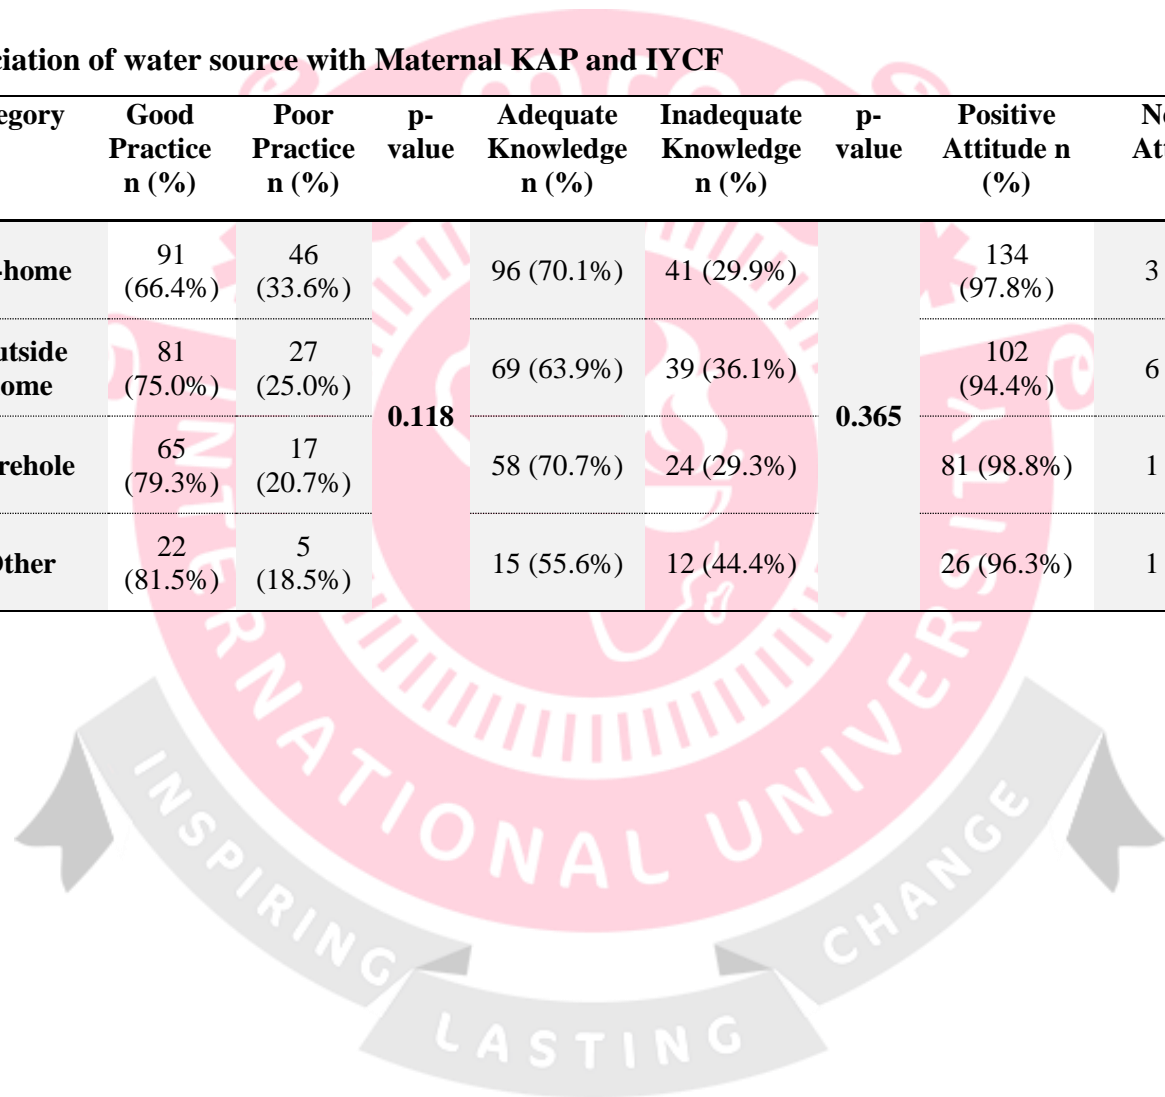 ciation of water source with Maternal KAP and IYCF
egory Good Practice n (%) Poor Practice n (%) p-value Adequate Knowledge n (%) Inadequate Knowledge n (%) p-value Positive Attitude n (%) Ne Att
-home 91 (66.4%) 46 (33.6%) 0.118 96 (70.1%) 41 (29.9%) 0.365 134 (97.8%) 3
utside ome 81 (75.0%) 27 (25.0%) 69 (63.9%) 39 (36.1%) 102 (94.4%) 6
rehole 65 (79.3%) 17 (20.7%) 58 (70.7%) 24 (29.3%) 81 (98.8%) 1
Other 22 (81.5%) 5 (18.5%) 15 (55.6%) 12 (44.4%) 26 (96.3%) 1
INTERNATIONAL UNIVERSITY
INSPIRING LASTING CHANGE